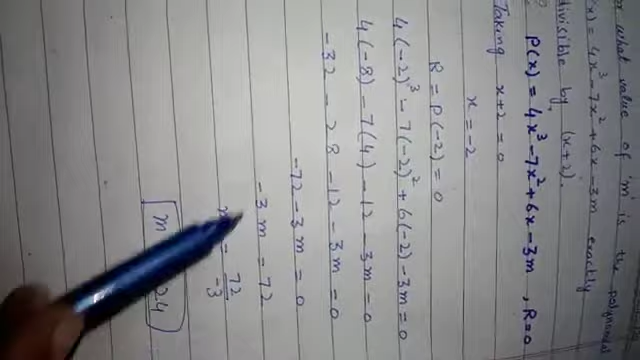 for what value of 'm' is the polynomial
p(x) = 4x³ - 7x² + 6x - 3m exactly
divisible by (x+2).
P(x) = 4x³ - 7x² + 6x - 3m , R = 0
Taking x + 2 = 0
x = -2
R = P(-2) = 0
4(-2)³ - 7(-2)² + 6(-2) - 3m = 0
4(-8) - 7(4) - 12 - 3m = 0
-32 - 28 - 12 - 3m = 0
-72 - 3m = 0
-3m = 72
= 72/-3
m 24